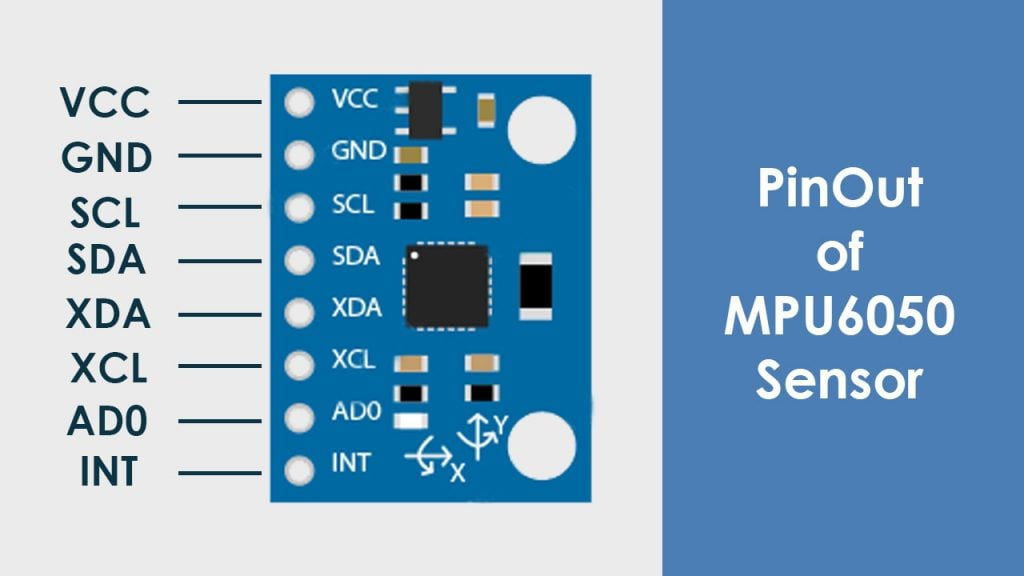 VCC
GND
SCL
SDA
XDA
XCL
AD0
INT
VCC
GND
SCL
SDA
XDA
XCL
AD0
INT
Y
X
PinOut
of
MPU6050
Sensor